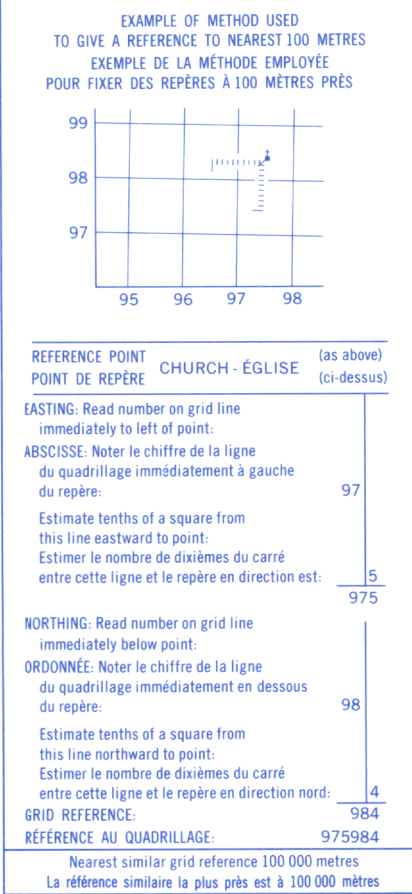 EXAMPLE OF METHOD USED
TO GIVE A REFERENCE TO NEAREST 100 METRES
EXEMPLE DE LA MÉTHODE EMPLOYÉE
POUR FIXER DES REPÈRES À 100 MÈTRES PRÈS
99
98
97
95 96 97 98
REFERENCE POINT
POINT DE REPÈRE
CHURCH - ÉGLISE
(as above)
(ci-dessus)
EASTING: Read number on grid line
immediately to left of point:
ABSCISSE: Noter le chiffre de la ligne
du quadrillage immédiatement à gauche
du repère: 97
Estimate tenths of a square from
this line eastward to point:
Estimer le nombre de dixièmes du carré
entre cette ligne et le repère en direction est: 5
975
NORTHING: Read number on grid line
immediately below point:
ORDONNÉE: Noter le chiffre de la ligne
du quadrillage immédiatement en dessous
du repère: 98
Estimate tenths of a square from
this line northward to point:
Estimer le nombre de dixièmes du carré
entre cette ligne et le repère en direction nord: 4
GRID REFERENCE: 984
RÉFÉRENCE AU QUADRILLAGE: 975984
Nearest similar grid reference 100 000 metres
La référence similaire la plus près est à 100 000 mètres